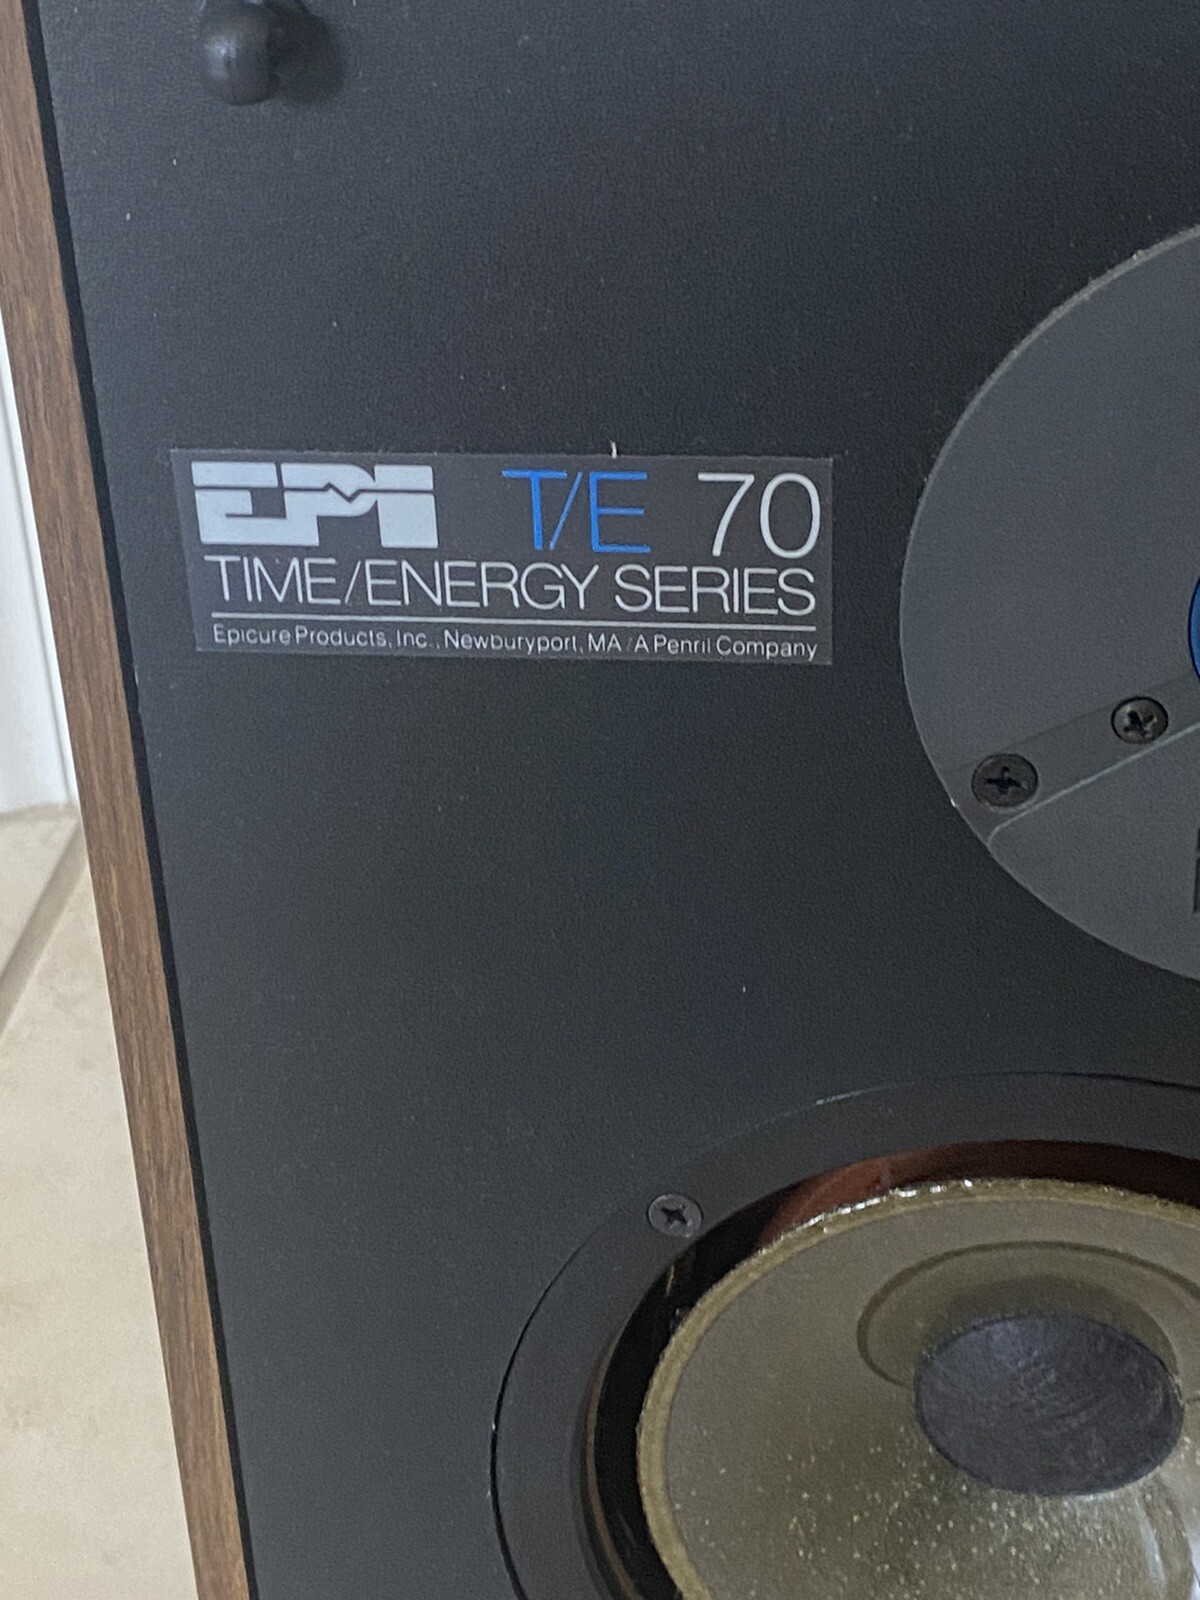 EPI T/E 70
TIME/ENERGY SERIES
Epicure Products, Inc., Newburyport, MA / A Penril Company